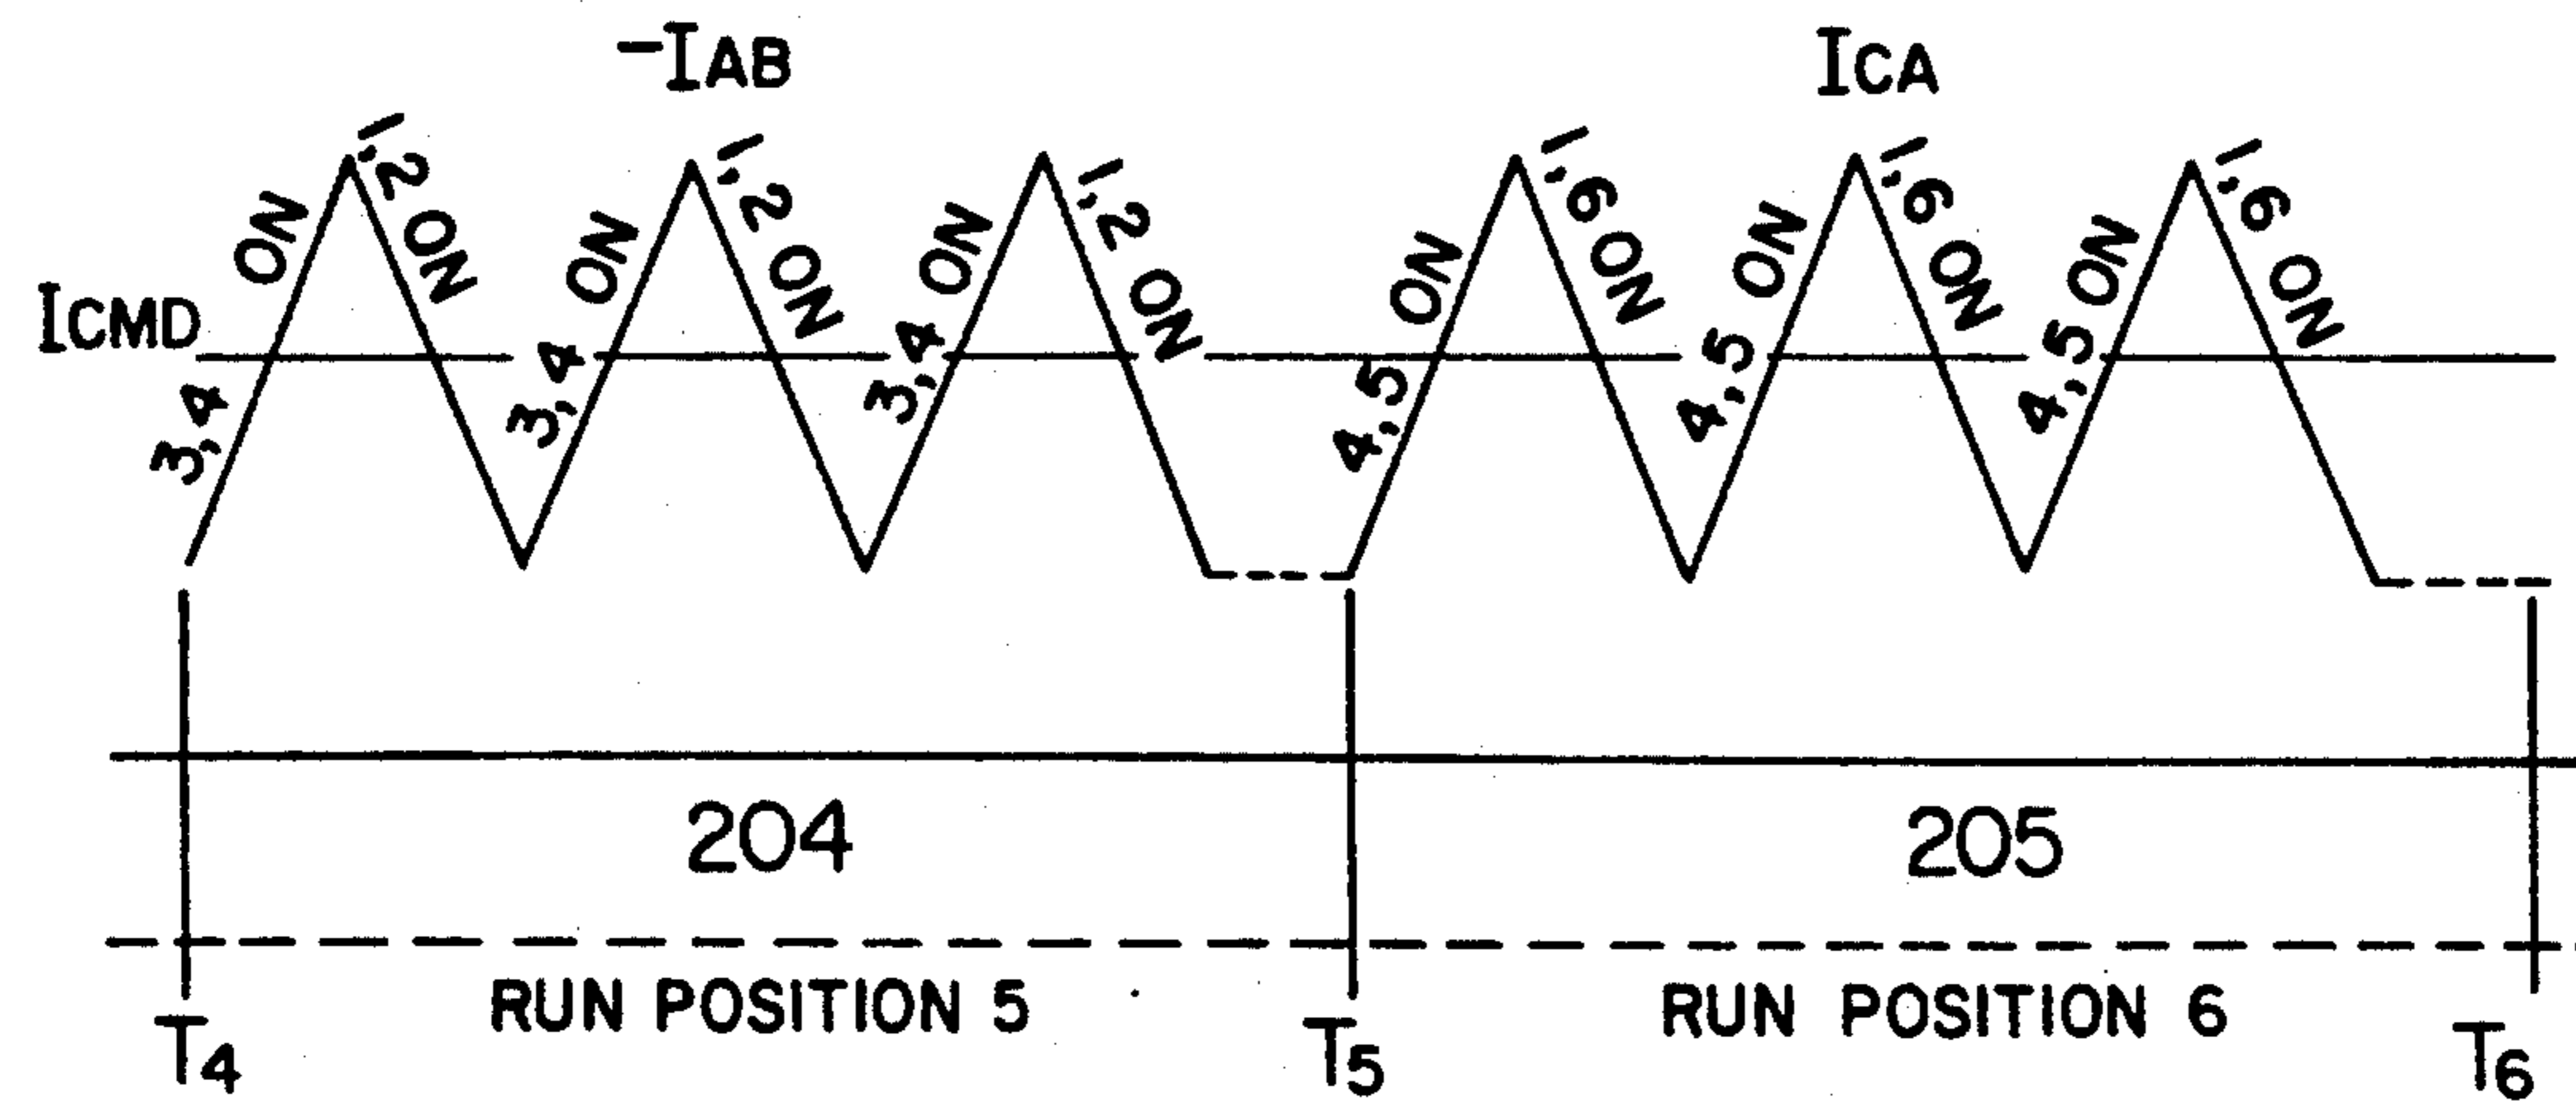 -IAB
ICA
ICMD
3,4 ON
1,2 ON
3,4 ON
1,2 ON
3,4 ON
1,2 ON
4,5 ON
1,6 ON
4,5 ON
1,6 ON
4,5 ON
1,6 ON
204
205
RUN POSITION 5
RUN POSITION 6
T4
T5
T6